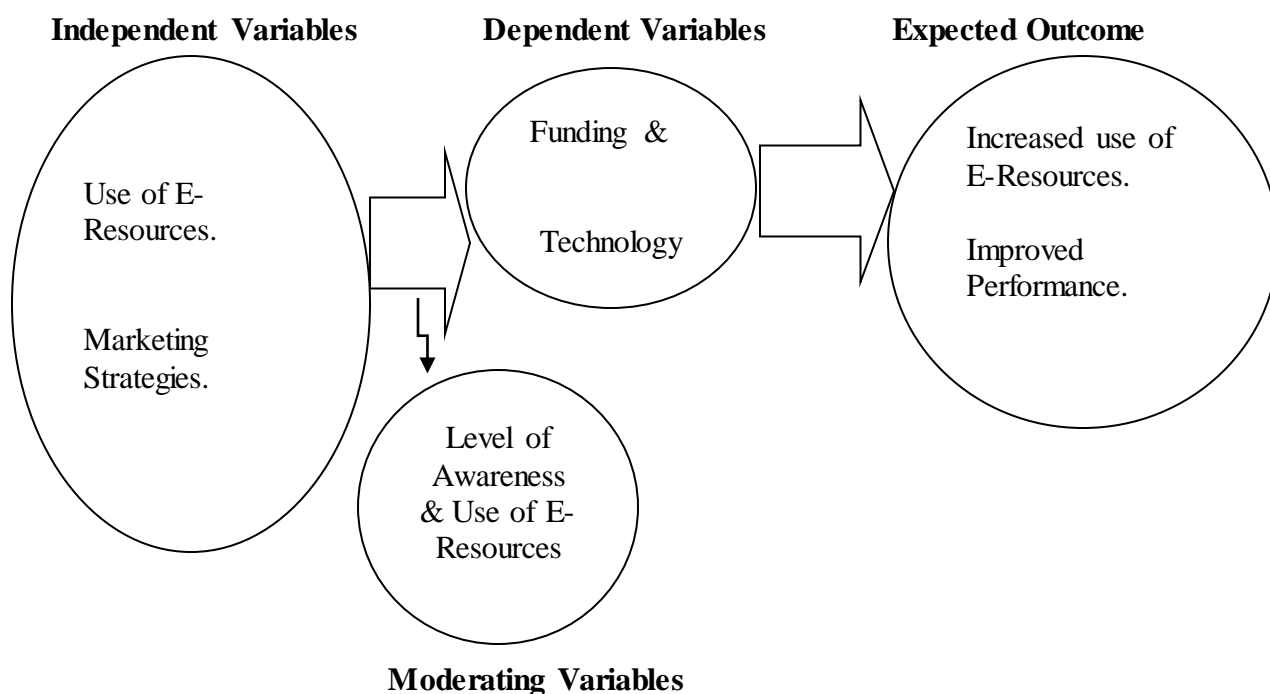 Independent Variables
Dependent Variables
Expected Outcome
Use of E-
Resources.
Marketing
Strategies.
Funding &
Technology
Increased use of
E-Resources.
Improved
Performance.
Level of
Awareness
& Use of E-
Resources
Moderating Variables